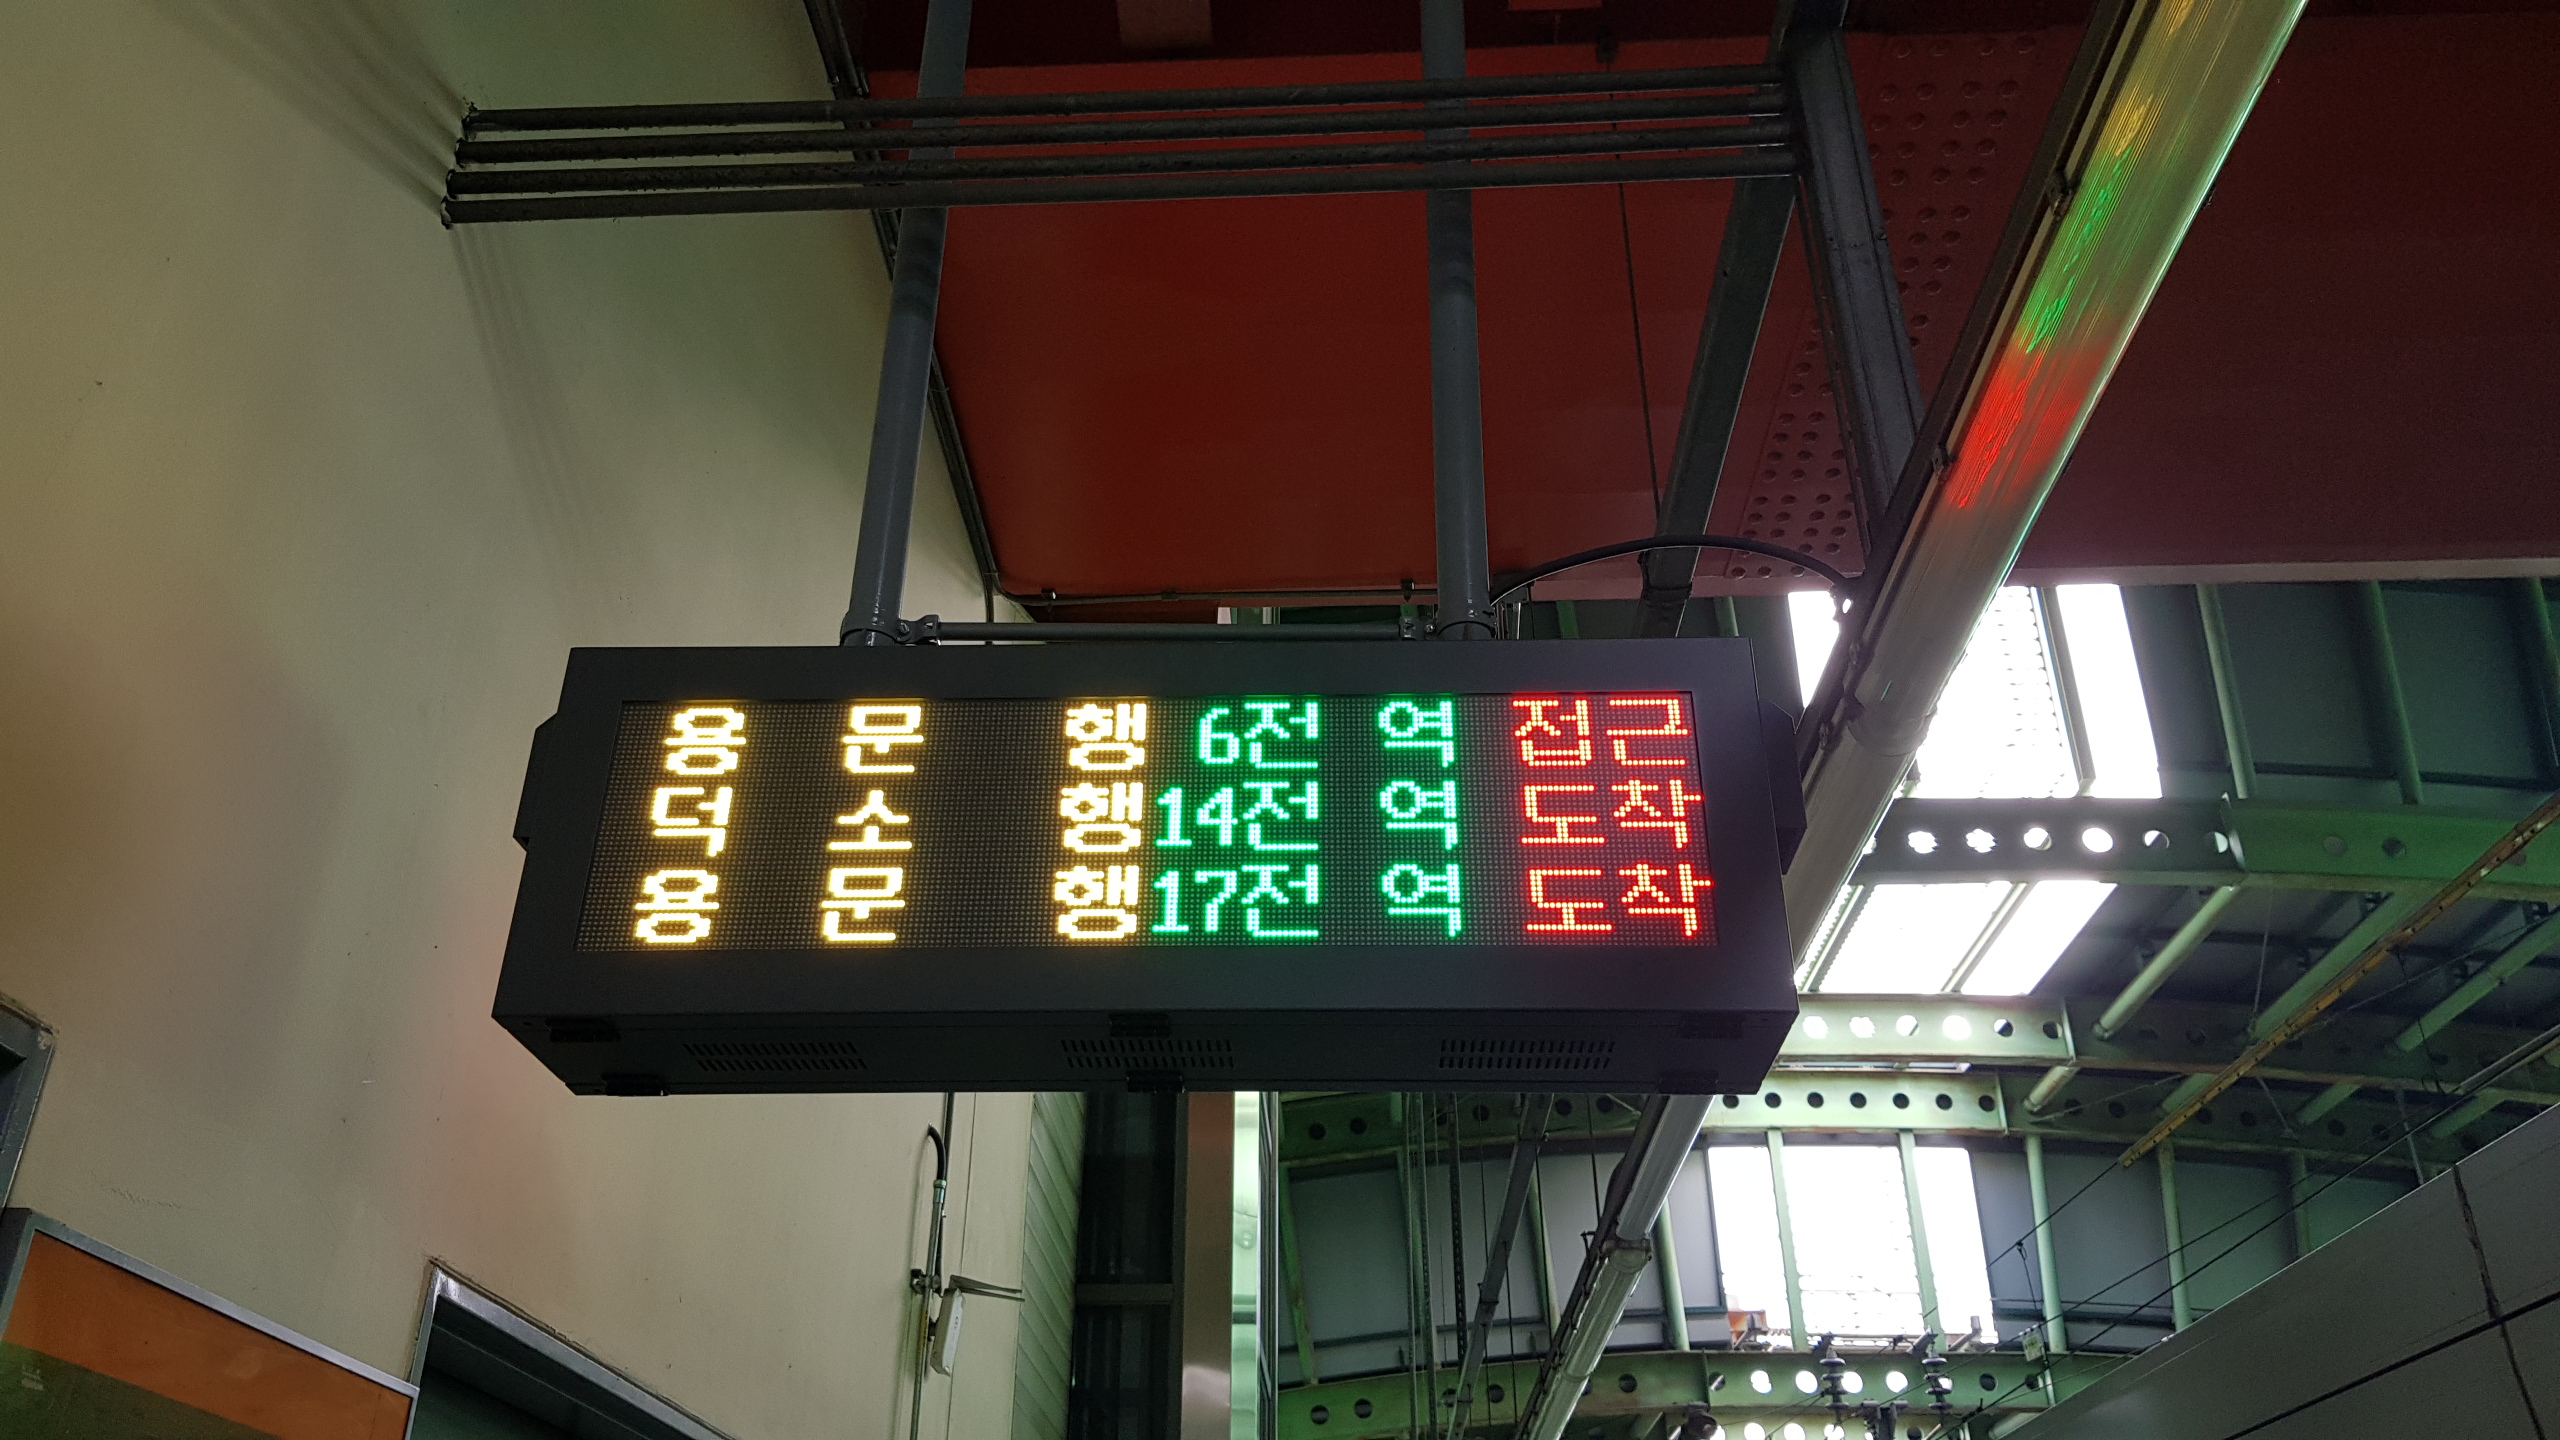 용 문 행 6전 역 접근
덕 소 행 14전 역 도착
용 문 행 17전 역 도착